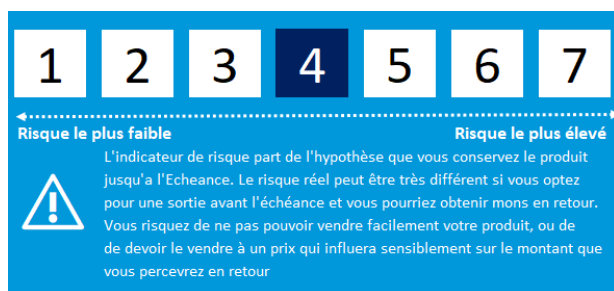 1 2 3 4 5 6 7
Risque le plus faible Risque le plus élevé
L'indicateur de risque part de l'hypothèse que vous conservez le produit
jusqu'a l'Echeance. Le risque réel peut être très différent si vous optez
pour une sortie avant l'échéance et vous pourriez obtenir mons en retour.
Vous risquez de ne pas pouvoir vendre facilement votre produit, ou de
de devoir le vendre à un prix qui influera sensiblement sur le montant que
vous percevrez en retour